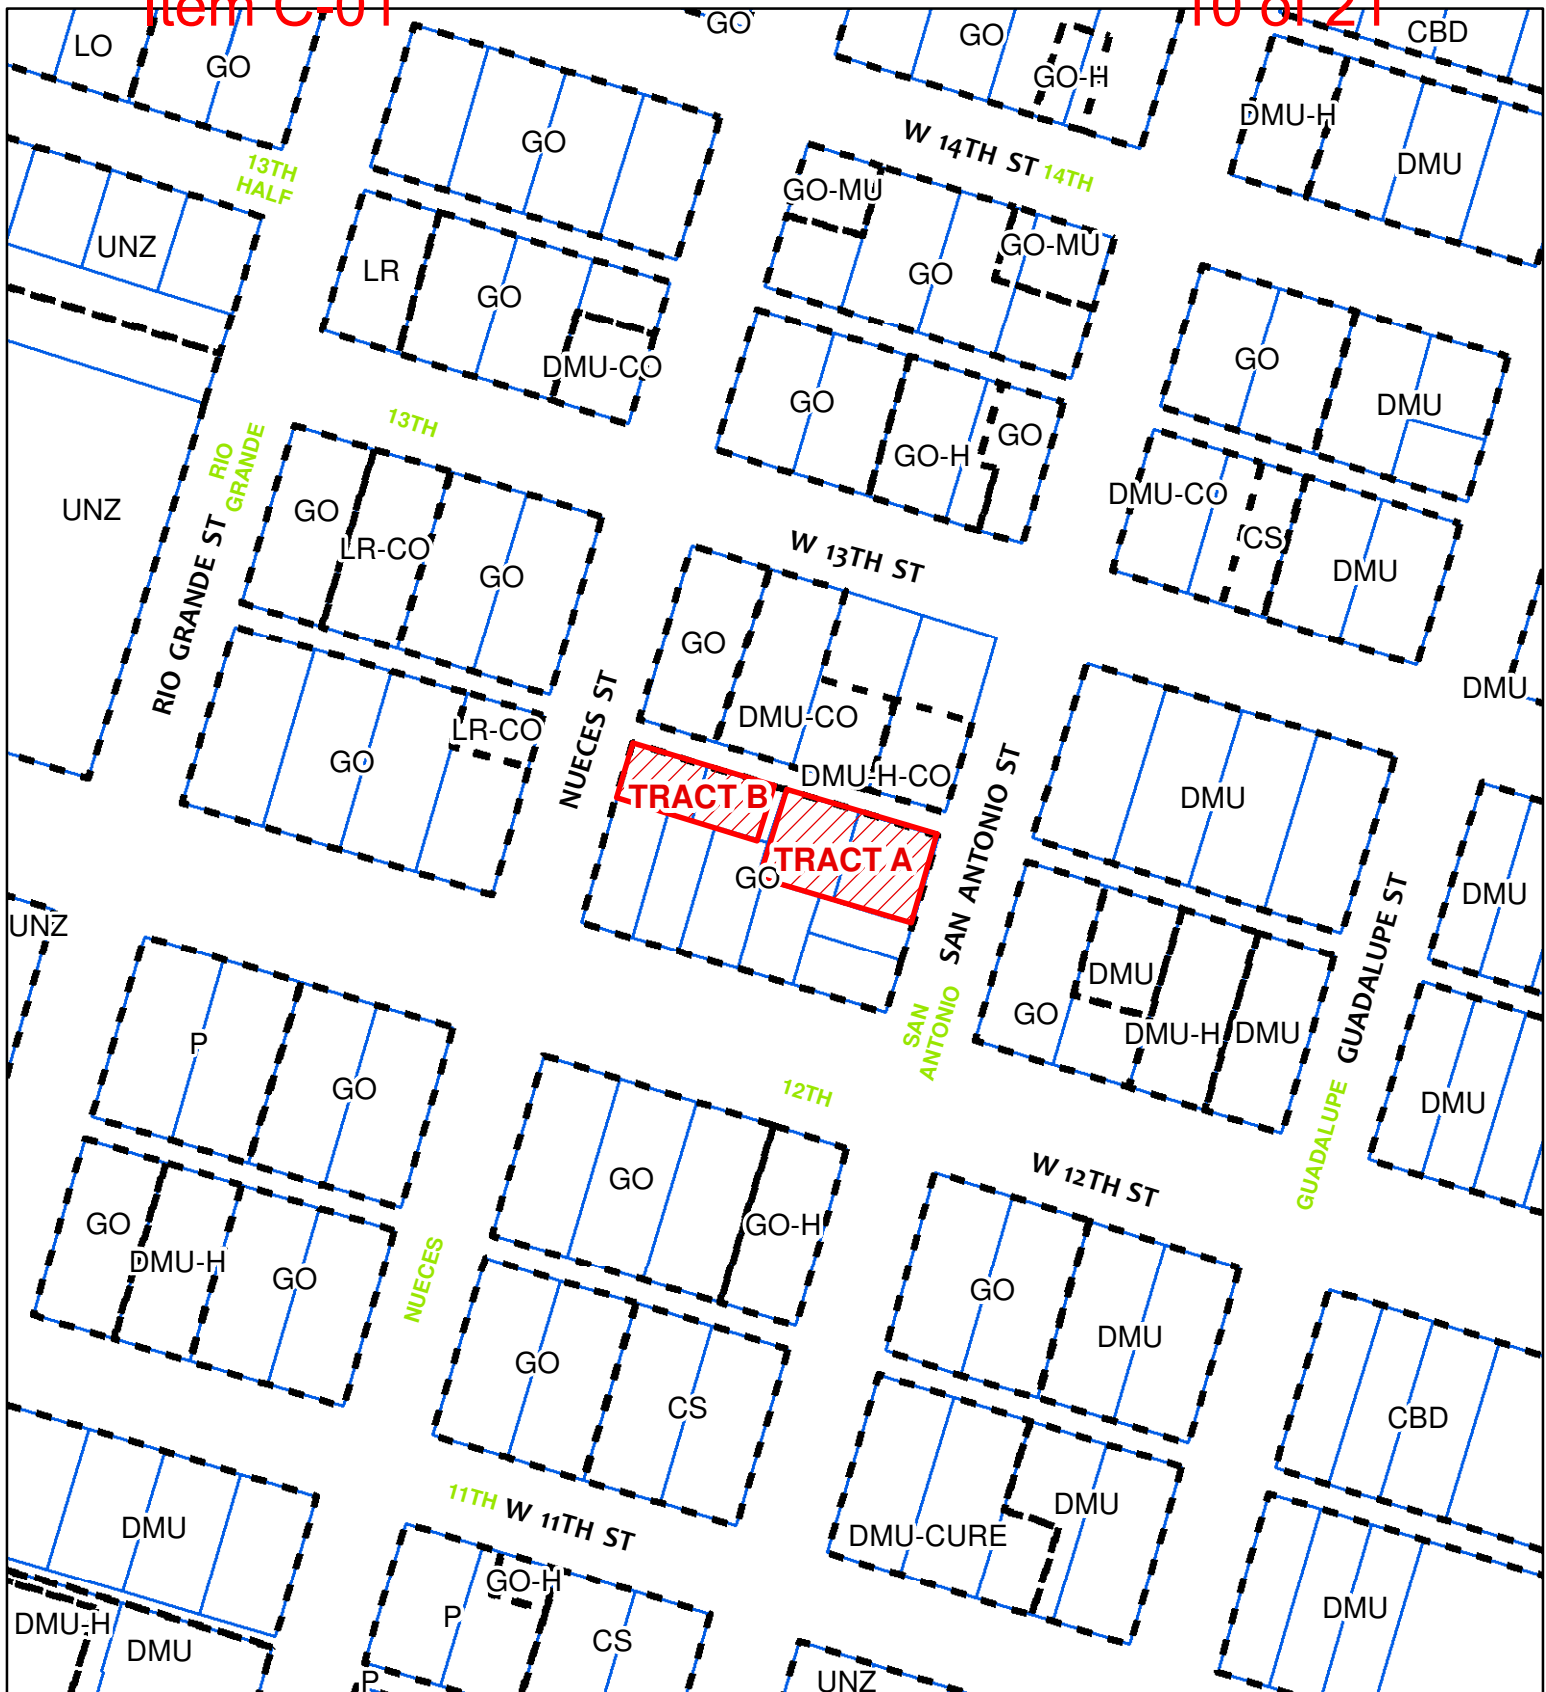 Item C-01
10 of 21
LO
GO
GO
GO
GO-H
CBD
DMU-H
DMU
GO
W 14TH ST
14TH
13TH
HALF
GO-MU
GO
GO-MU
UNZ
LR
GO
DMU-CO
GO
DMU
GO
GO-H
GO
13TH
RIO
GRANDE
UNZ
GO
LR-CO
GO
W 13TH ST
DMU-CO
CS
DMU
RIO GRANDE ST
GO
DMU-CO
DMU
LR-CO
GO
NUECES ST
DMU-H-CO
TRACT B
TRACT A
GO
SAN ANTONIO ST
DMU
DMU
GUADALUPE ST
UNZ
DMU
GO
DMU-H
DMU
SAN
ANTONIO
P
GO
12TH
DMU
GUADALUPE
W 12TH ST
GO
GO-H
GO
DMU-H
GO
NUECES
GO
DMU
GO
CS
CBD
11TH
W 11TH ST
DMU
DMU
DMU-CURE
GO-H
P
CS
DMU
DMU-H
DMU
P
UNZ